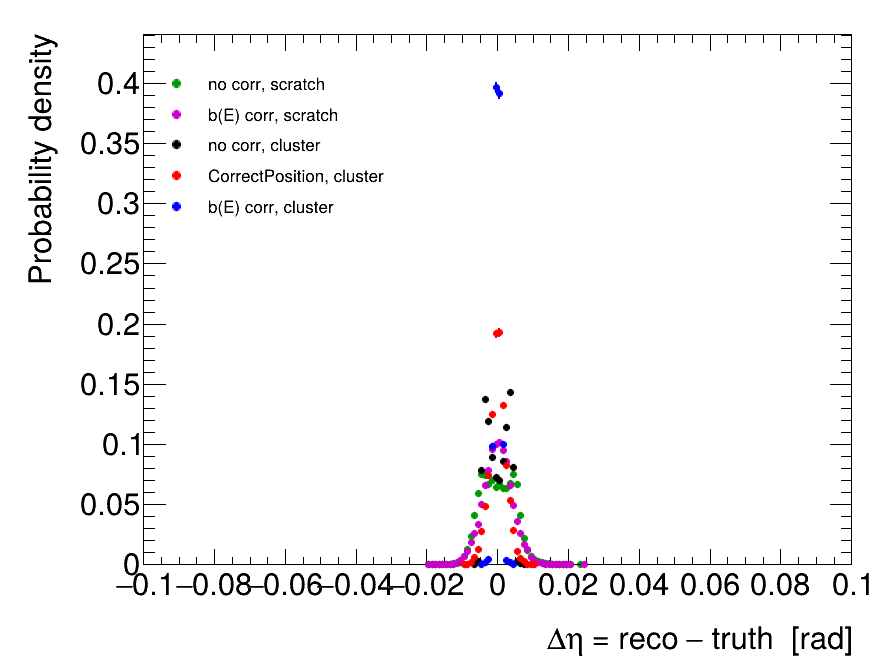 Probability density
0.4
0.35
0.3
0.25
0.2
0.15
0.1
0.05
0
no corr, scratch
b(E) corr, scratch
no corr, cluster
CorrectPosition, cluster
b(E) corr, cluster
−0.1 −0.08 −0.06 −0.04 −0.02 0 0.02 0.04 0.06 0.08 0.1
Δη = reco − truth [rad]